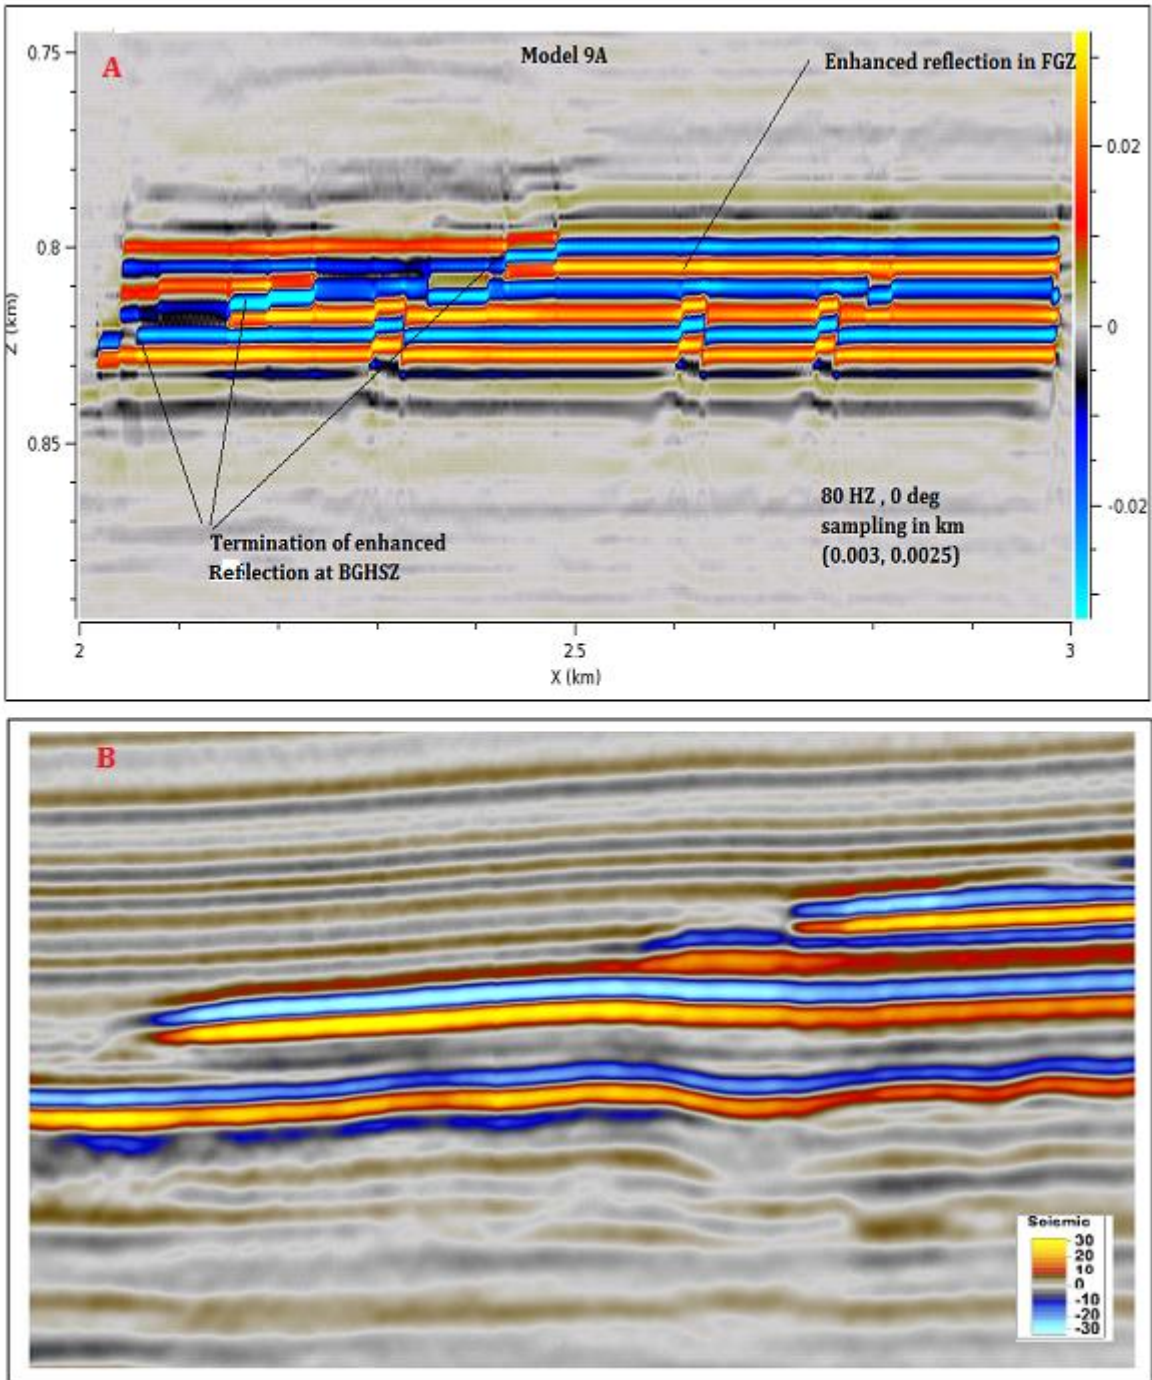 A
Model 9A
Enhanced reflection in FGZ
0.75
0.8
0.85
Z (km)
0.02
0
-0.02
80 HZ , 0 deg
sampling in km
(0.003, 0.0025)
Termination of enhanced
Reflection at BGHSZ
2
2.5
3
X (km)
B
Seismic
30
20
10
0
-10
-20
-30